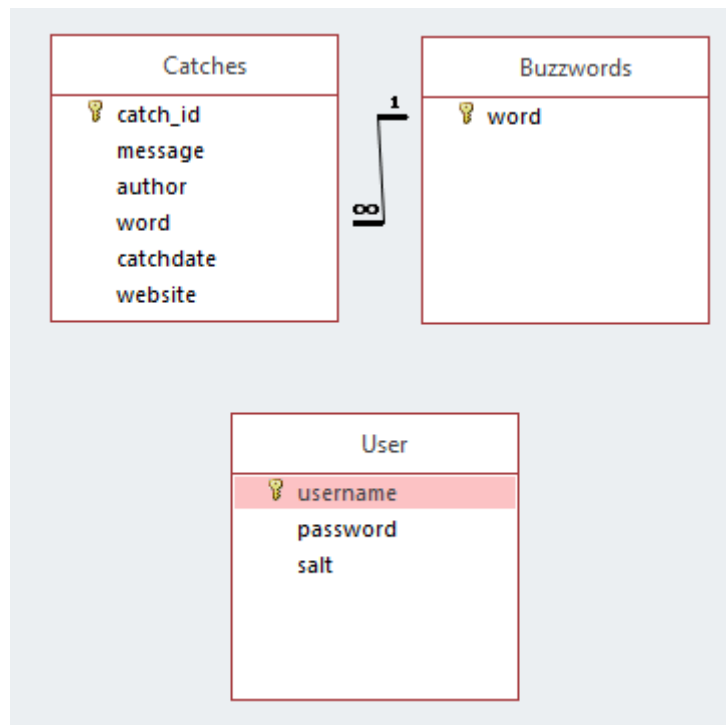 Catches
catch_id
message
author
word
catchdate
website
1
∞
Buzzwords
word
User
username
password
salt